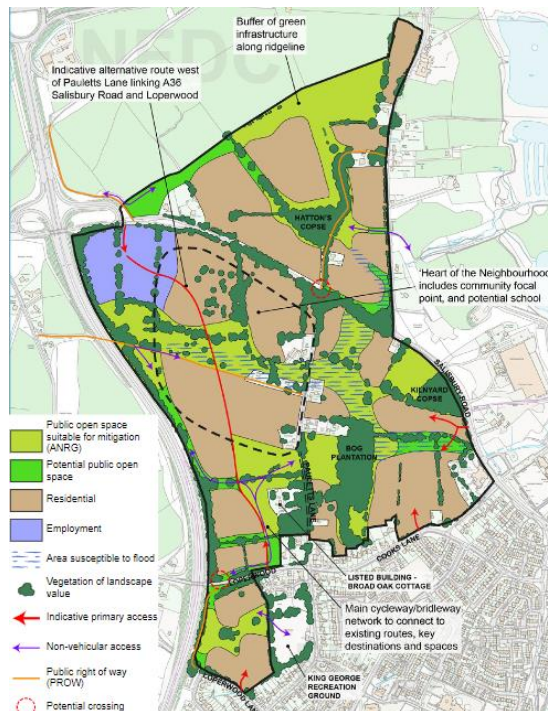 Buffer of green
infrastructure
along ridgeline
NFDC
Indicative alternative route west
of Pauletts Lane linking A36
Salisbury Road and Loperwood
HATTON'S
COPSE
'Heart of the Neighbourhood'
includes community focal
point, and potential school
SALISBURY ROAD
KILNYARD
COPSE
BOG
PLANTATION
PAULETTS LANE
COOKS LANE
LOPERWOOD
LISTED BUILDING -
BROAD OAK COTTAGE
Main cycleway/bridleway
network to connect to
existing routes, key
destinations and spaces
KING GEORGE
RECREATION
GROUND
LOPERWOOD LANE
Public open space
suitable for mitigation
(ANRG)
Potential public open
space
Residential
Employment
Area susceptible to flood
Vegetation of landscape
value
Indicative primary access
Non-vehicular access
Public right of way
(PROW)
Potential crossing